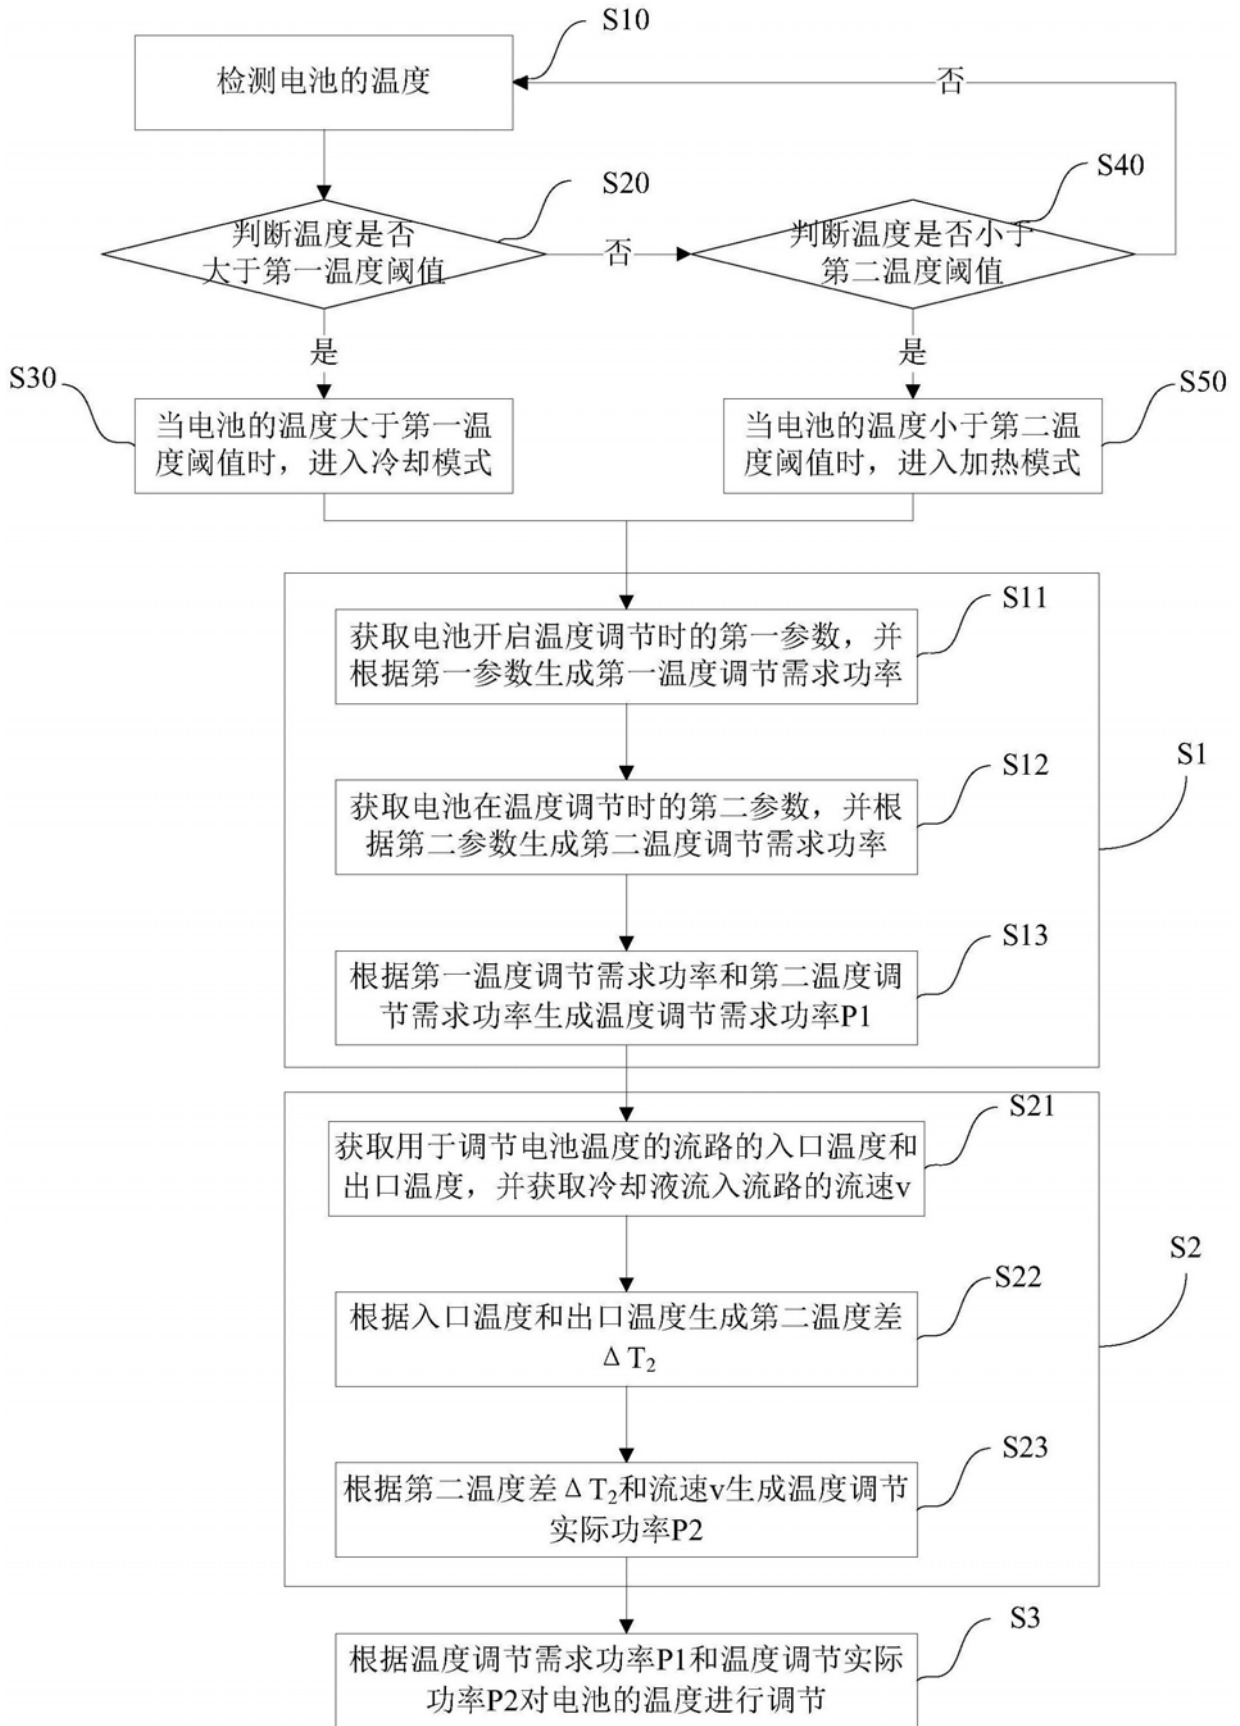 S10
检测电池的温度
否
S20
S40
判断温度是否
大于第一温度阈值
否
判断温度是否小于
第二温度阈值
是
是
S30
S50
当电池的温度大于第一温
度阈值时，进入冷却模式
当电池的温度小于第二温
度阈值时，进入加热模式
S11
获取电池开启温度调节时的第一参数，并
根据第一参数生成第一温度调节需求功率
S1
S12
获取电池在温度调节时的第二参数，并根
据第二参数生成第二温度调节需求功率
S13
根据第一温度调节需求功率和第二温度调
节需求功率生成温度调节需求功率P1
S21
获取用于调节电池温度的流路的入口温度和
出口温度，并获取冷却液流入流路的流速v
S2
S22
根据入口温度和出口温度生成第二温度差
ΔT₂
S23
根据第二温度差ΔT₂和流速v生成温度调节
实际功率P2
S3
根据温度调节需求功率P1和温度调节实际
功率P2对电池的温度进行调节